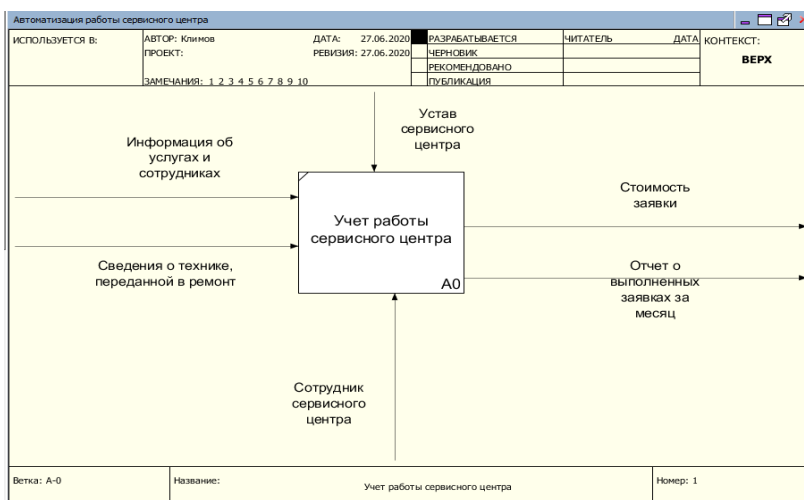 Автоматизация работы сервисного центра
ИСПОЛЬЗУЕТСЯ В:
АВТОР: Климов
ДАТА: 27.06.2020
РАЗРАБАТЫВАЕТСЯ
ЧИТАТЕЛЬ
ДАТА
КОНТЕКСТ:
ПРОЕКТ:
РЕВИЗИЯ: 27.06.2020
ЧЕРНОВИК
ВЕРХ
РЕКОМЕНДОВАНО
ЗАМЕЧАНИЯ: 1 2 3 4 5 6 7 8 9 10
ПУБЛИКАЦИЯ
Устав
сервисного
центра
Информация об
услугах и
сотрудниках
Стоимость
заявки
Учет работы
сервисного центра
A0
Сведения о технике,
переданной в ремонт
Отчет о
выполненных
заявках за
месяц
Сотрудник
сервисного
центра
Ветка: A-0
Название:
Учет работы сервисного центра
Номер: 1